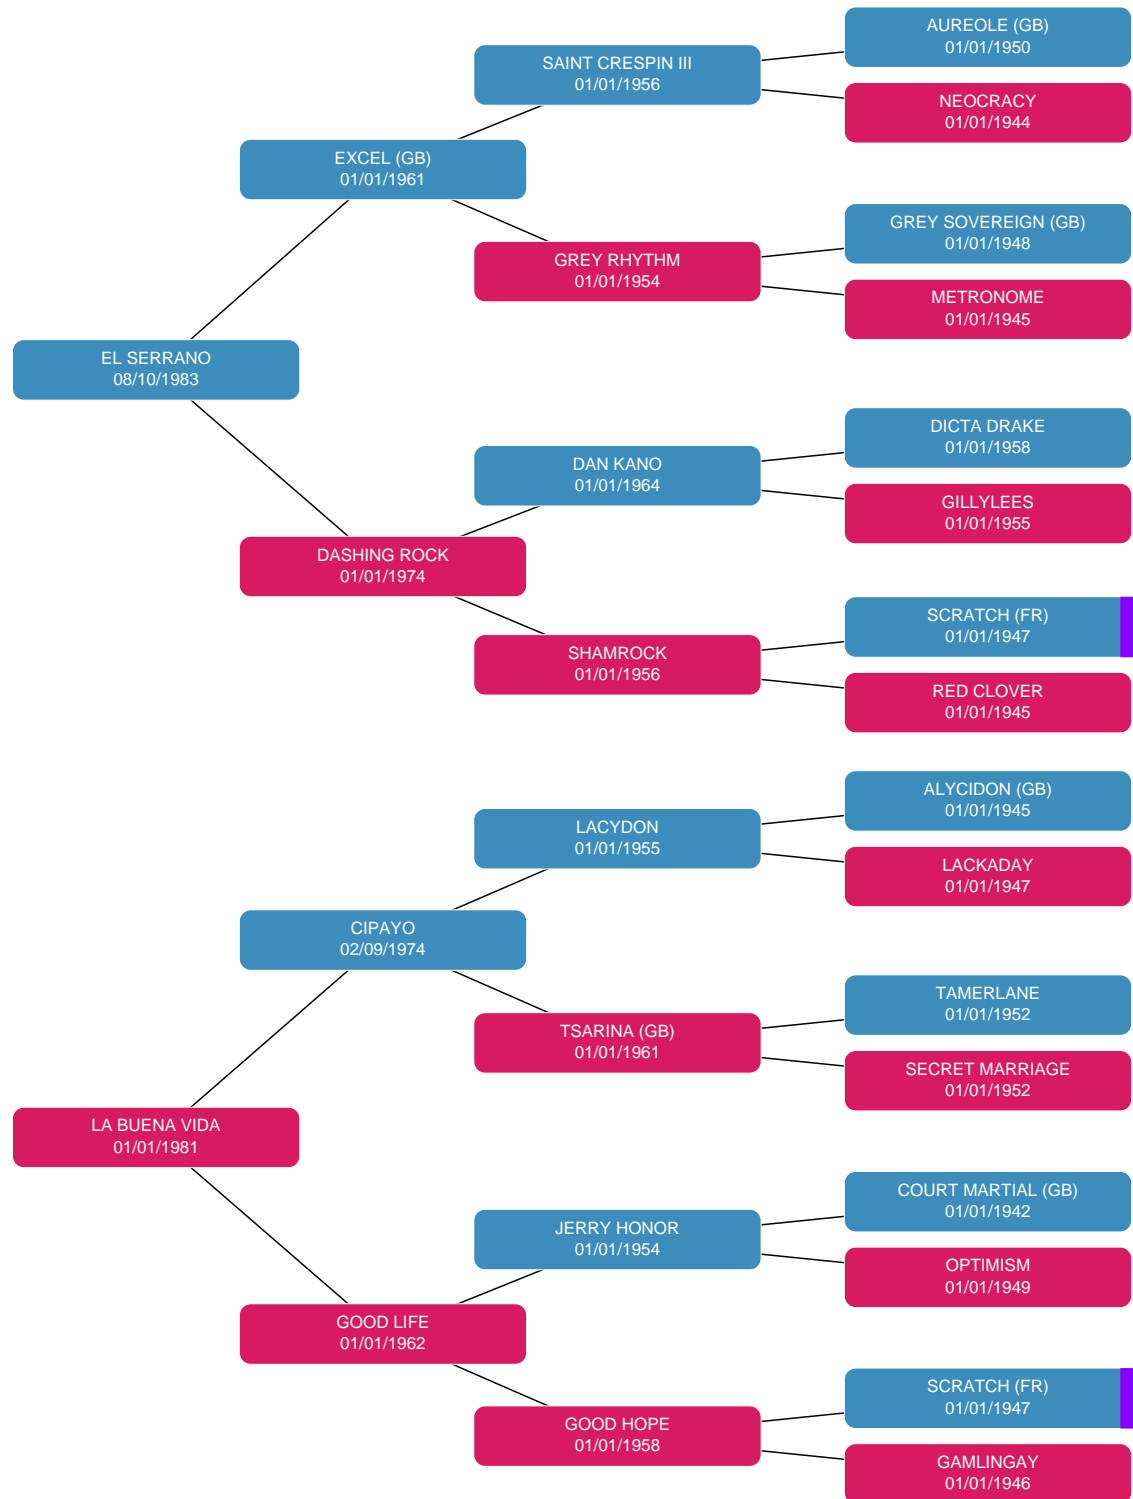 AUREOLE (GB)
01/01/1950
SAINT CRESPIN III
01/01/1956
NEOCRACY
01/01/1944
EXCEL (GB)
01/01/1961
GREY SOVEREIGN (GB)
01/01/1948
GREY RHYTHM
01/01/1954
METRONOME
01/01/1945
EL SERRANO
08/10/1983
DICTA DRAKE
01/01/1958
DAN KANO
01/01/1964
GILLYLEES
01/01/1955
DASHING ROCK
01/01/1974
SCRATCH (FR)
01/01/1947
SHAMROCK
01/01/1956
RED CLOVER
01/01/1945
ALYCIDON (GB)
01/01/1945
LACYDON
01/01/1955
LACKADAY
01/01/1947
CIPAYO
02/09/1974
TAMERLANE
01/01/1952
TSARINA (GB)
01/01/1961
SECRET MARRIAGE
01/01/1952
LA BUENA VIDA
01/01/1981
COURT MARTIAL (GB)
01/01/1942
JERRY HONOR
01/01/1954
OPTIMISM
01/01/1949
GOOD LIFE
01/01/1962
SCRATCH (FR)
01/01/1947
GOOD HOPE
01/01/1958
GAMLINGAY
01/01/1946